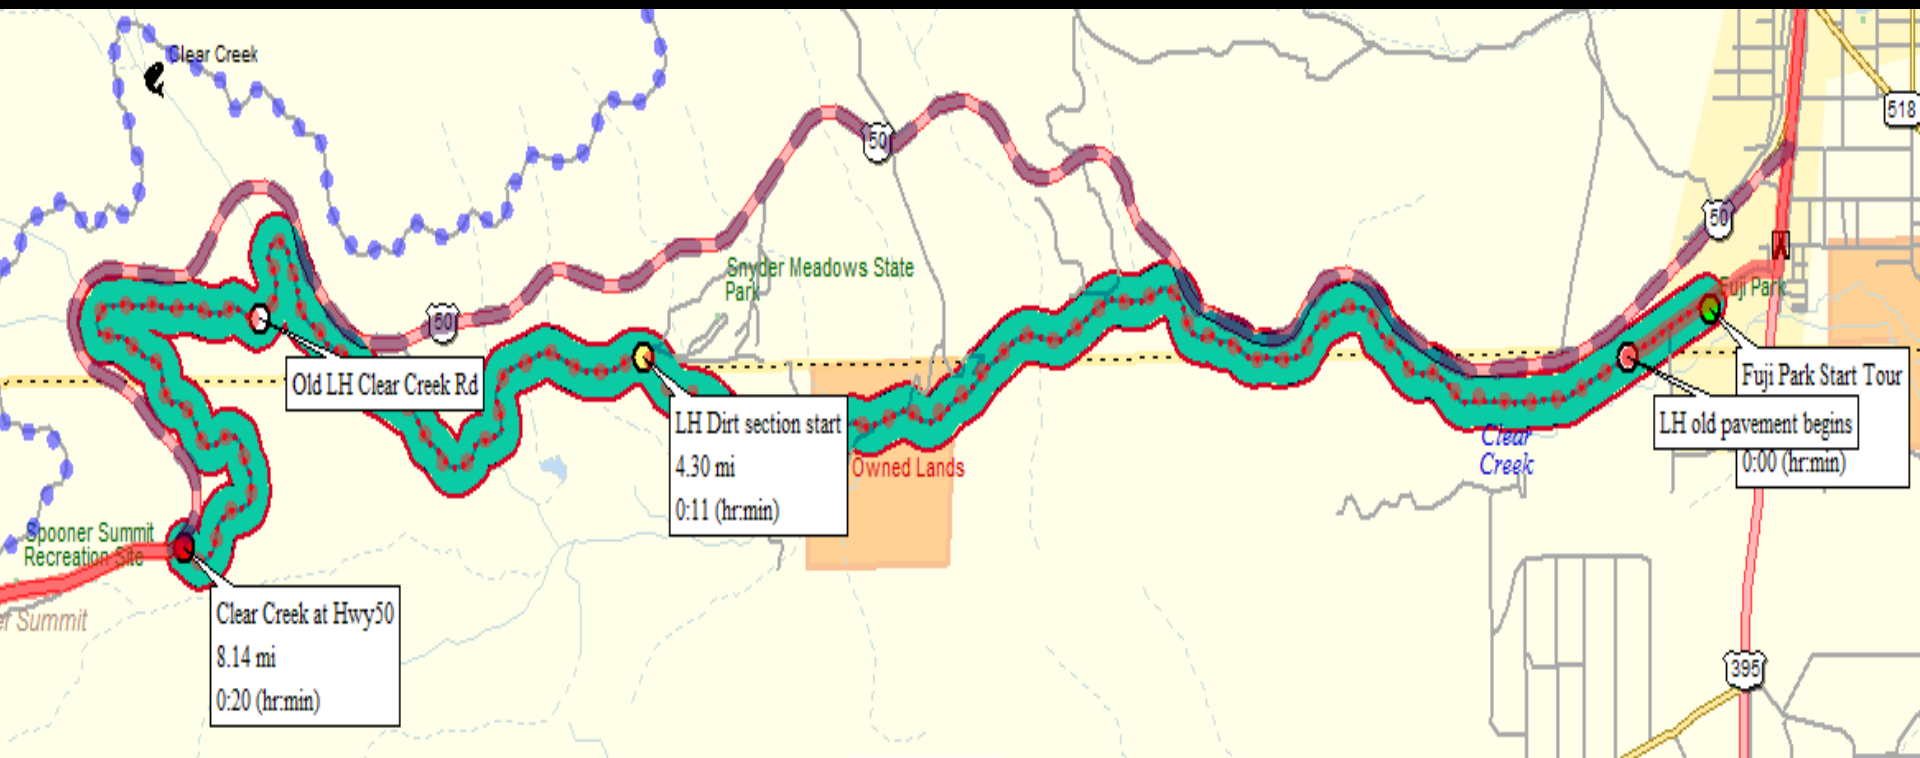 Clear Creek
518
50
50
50
Snyder Meadows State
Park
Fuji Park
Old LH Clear Creek Rd
Fuji Park Start Tour
LH Dirt section start
4.30 mi
0:11 (hr:min)
LH old pavement begins
0:00 (hr:min)
Clear
Creek
Owned Lands
Spooner Summit
Recreation Site
Summit
Clear Creek at Hwy50
8.14 mi
0:20 (hr:min)
395